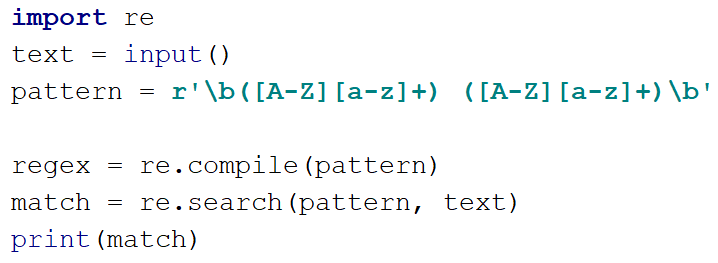 import re
text = input()
pattern = r'\b([A-Z][a-z]+) ([A-Z][a-z]+)\b'
regex = re.compile(pattern)
match = re.search(pattern, text)
print(match)